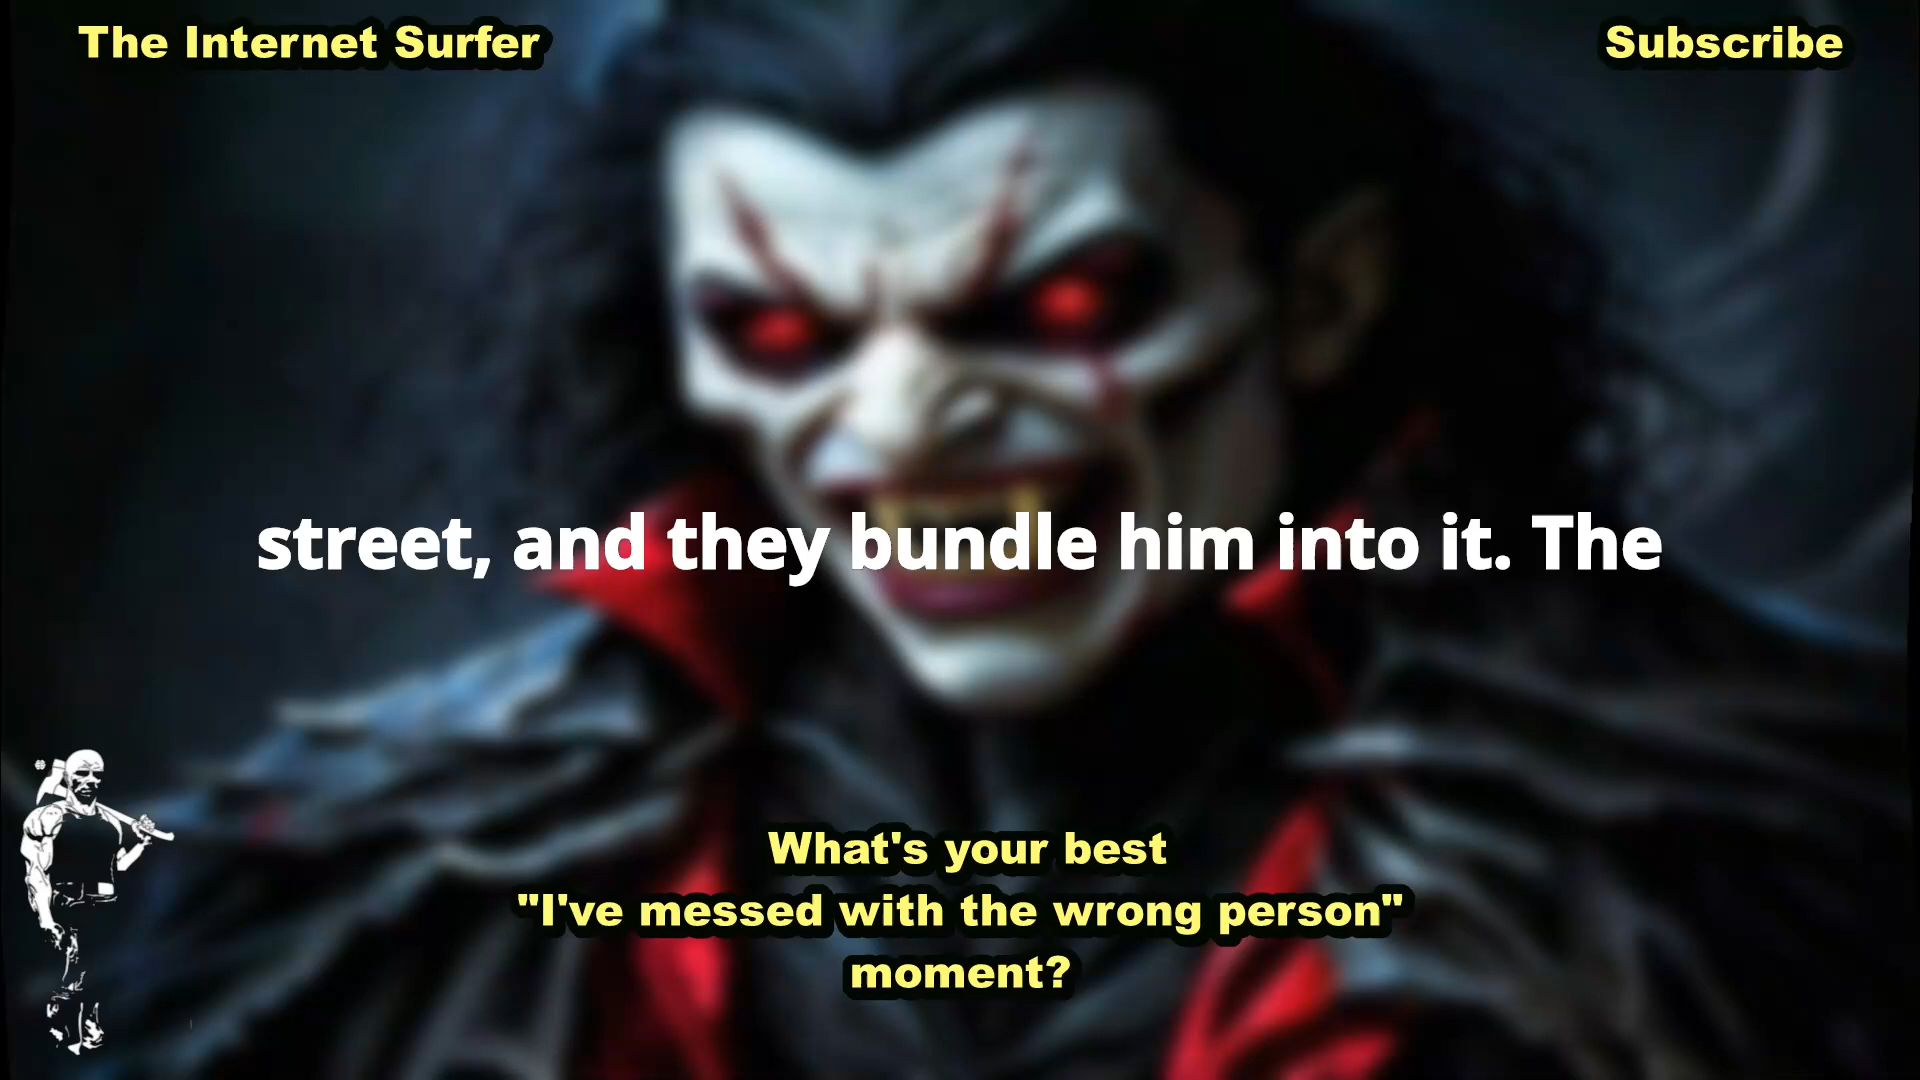 The Internet Surfer
Subscribe
street, and they bundle him into it. The
What's your best
"I've messed with the wrong person"
moment?